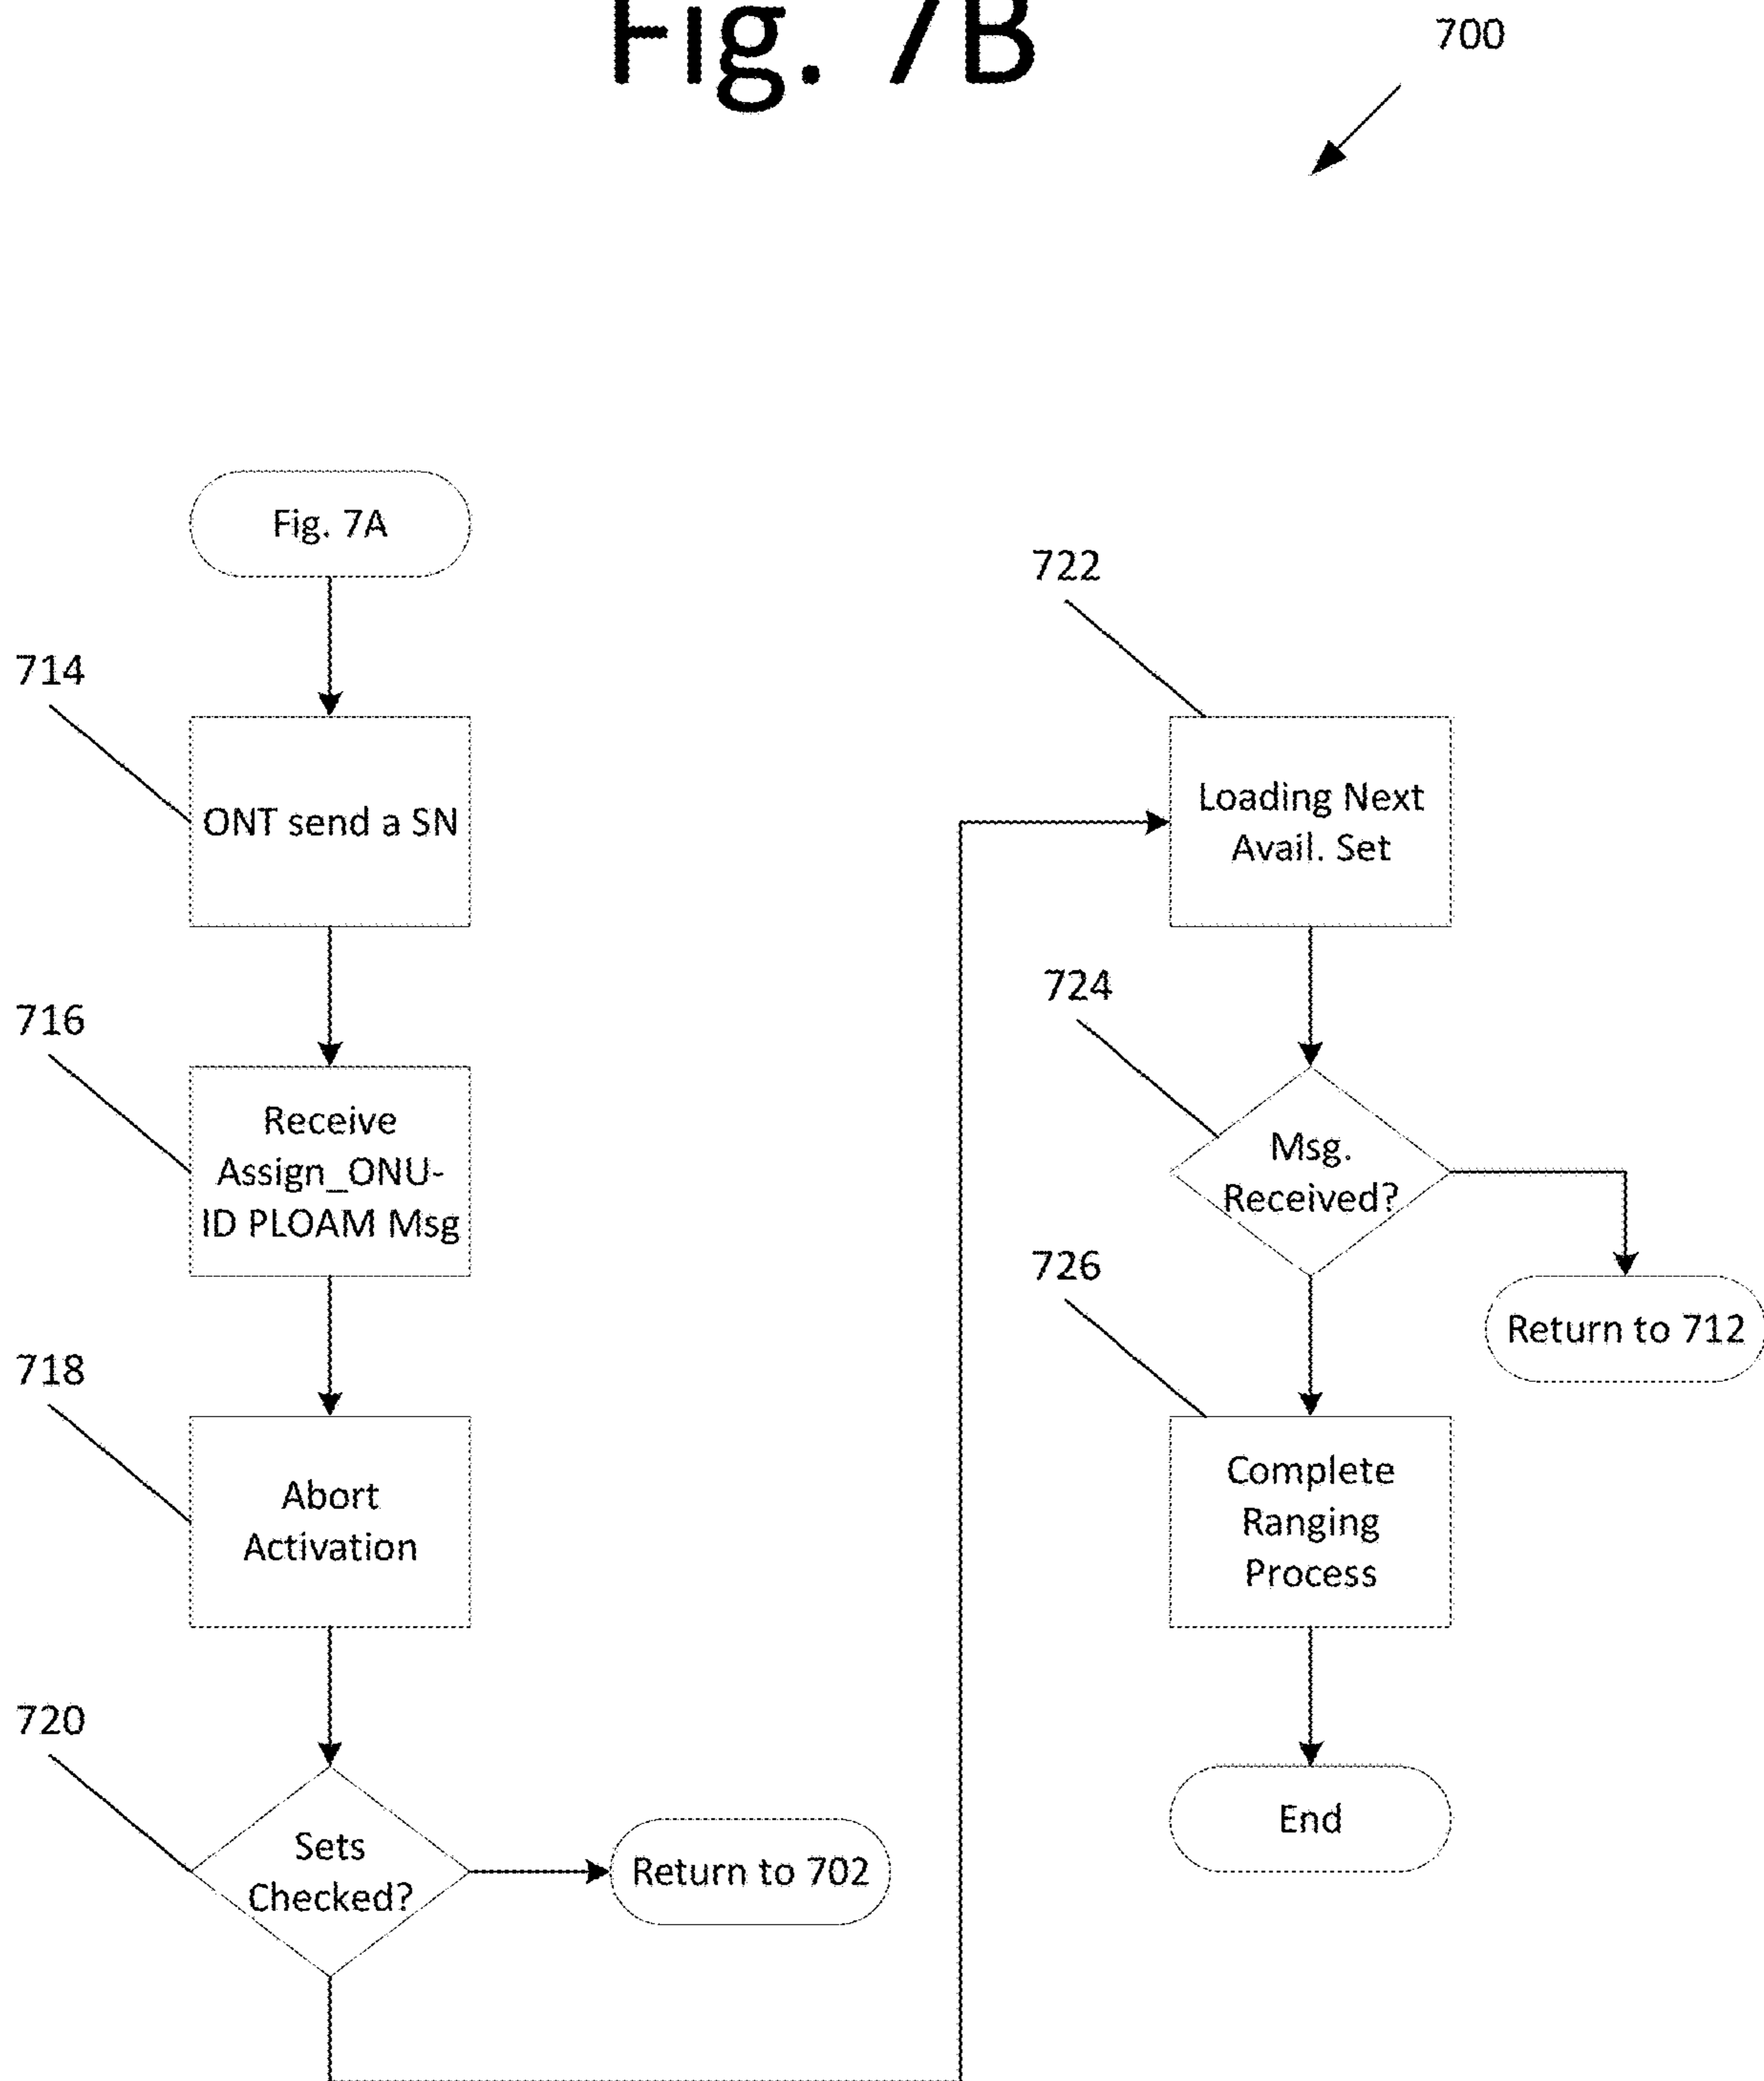 Fig. 7B
700
Fig. 7A
714
ONT send a SN
716
Receive
Assign_ONU-
ID PLOAM Msg
718
Abort
Activation
720
Sets
Checked?
Return to 702
722
Loading Next
Avail. Set
724
Msg.
Received?
Return to 712
726
Complete
Ranging
Process
End